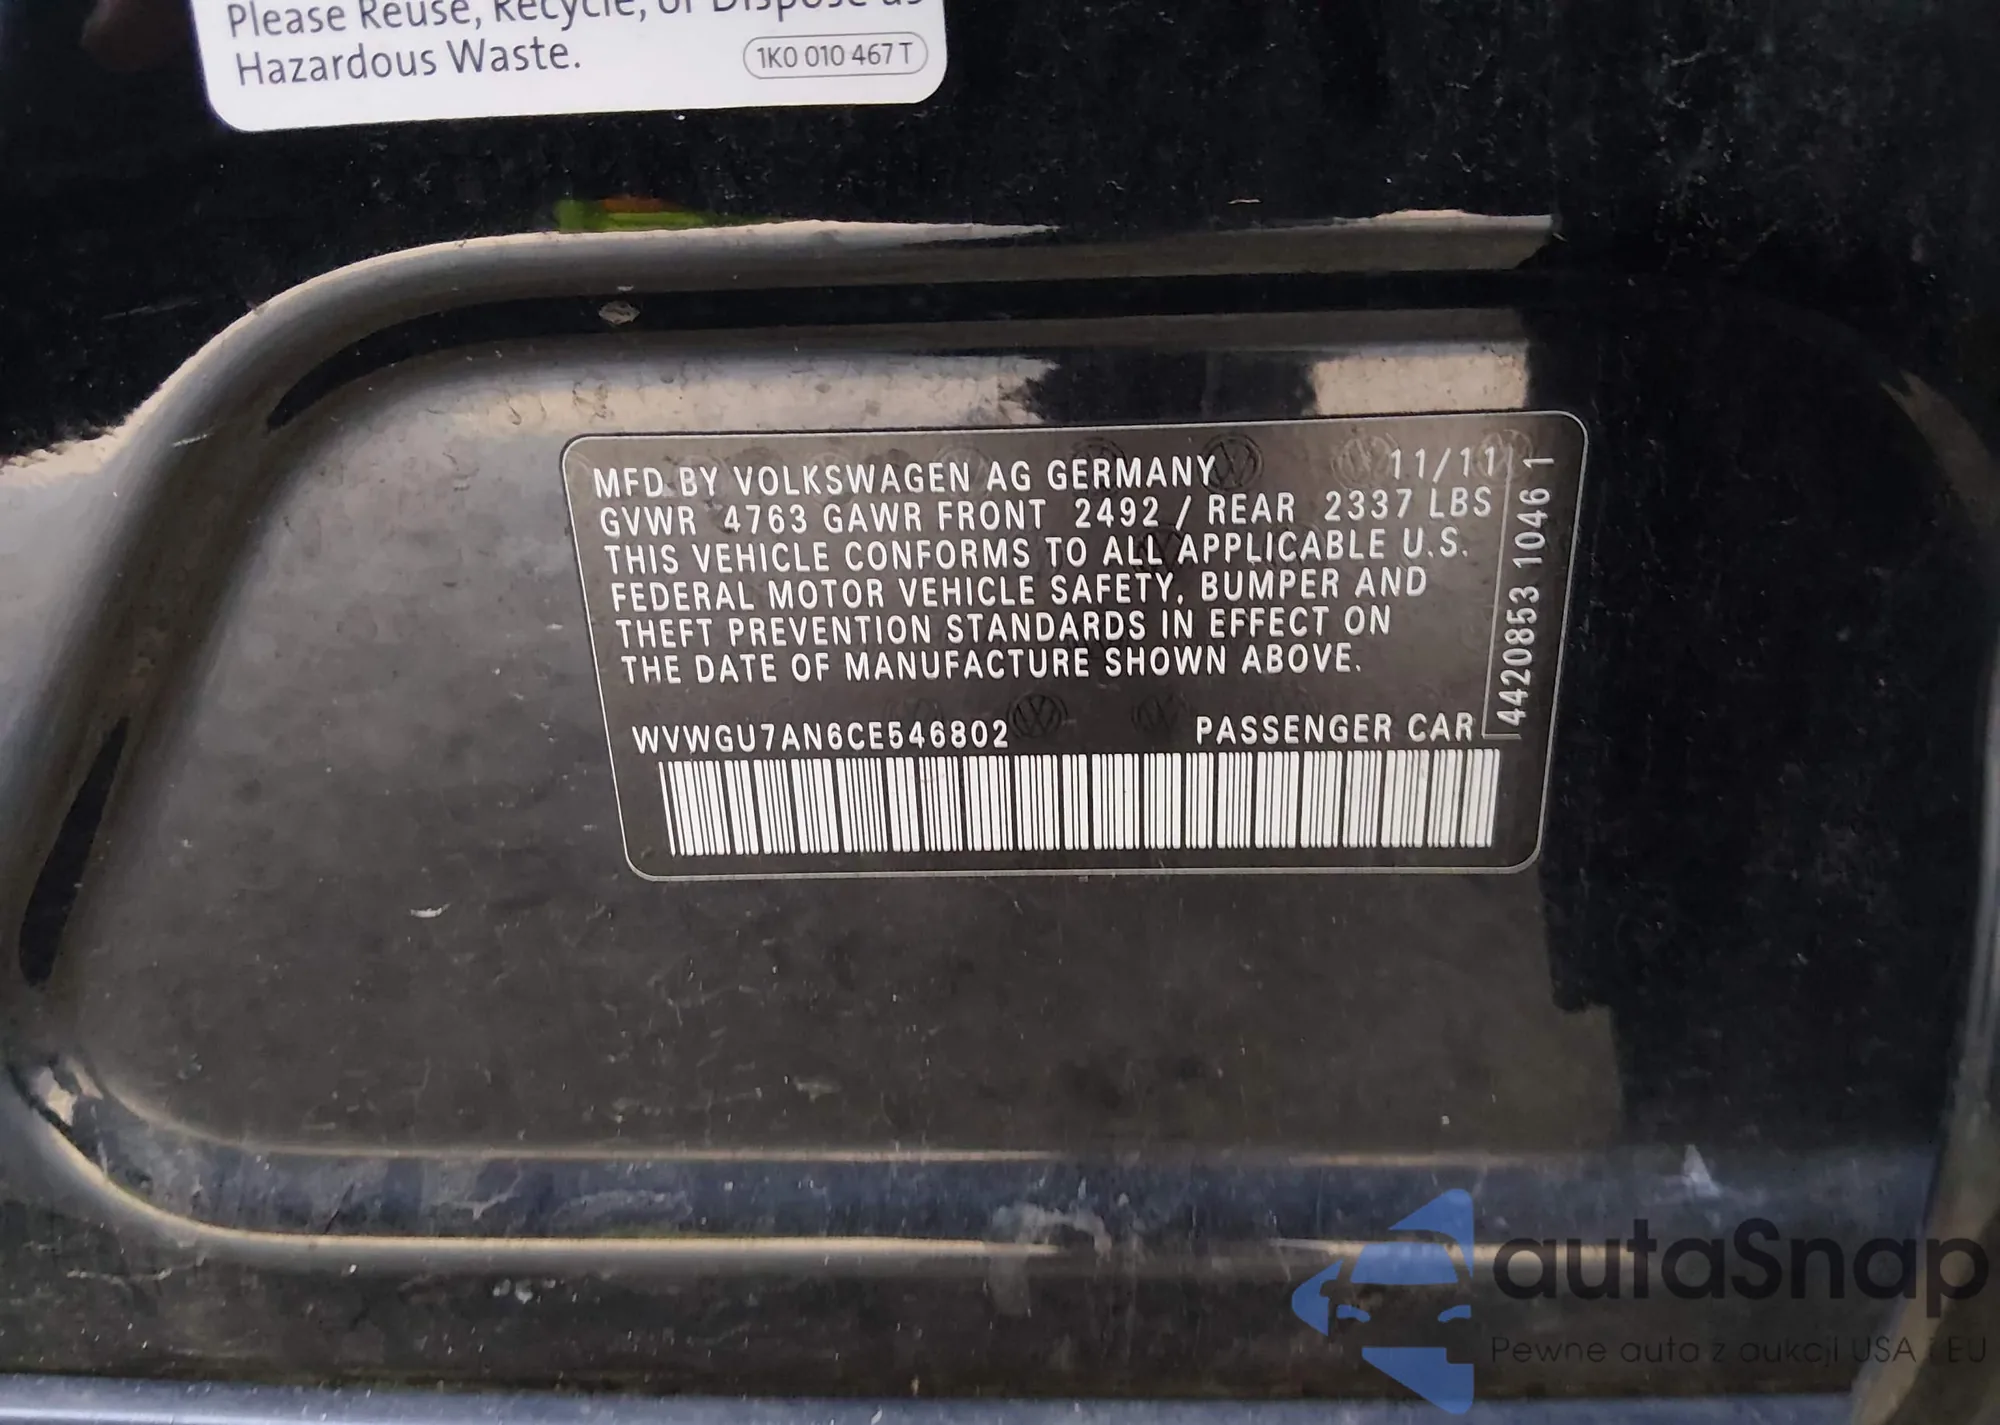 Please Reuse, Recycle, or Dispose as
Hazardous Waste.
1K0 010 467 T
MFD BY VOLKSWAGEN AG GERMANY 11/11
GVWR 4763 GAWR FRONT 2492 / REAR 2337 LBS
THIS VEHICLE CONFORMS TO ALL APPLICABLE U.S.
FEDERAL MOTOR VEHICLE SAFETY, BUMPER AND
THEFT PREVENTION STANDARDS IN EFFECT ON
THE DATE OF MANUFACTURE SHOWN ABOVE.
WVWGU7AN6CE546802 PASSENGER CAR
4420853 1046 1
autaSnap
Pewne auta z aukcji USA i EU